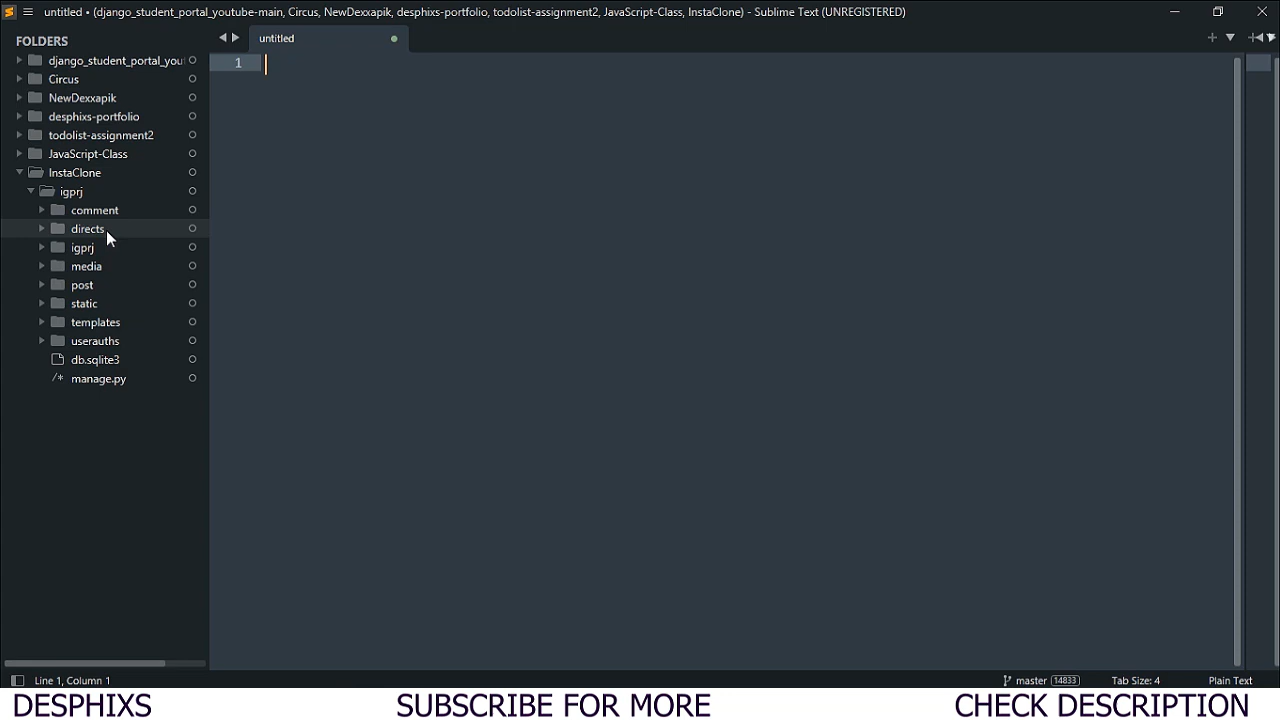 untitled • (django_student_portal_youtube-main, Circus, NewDexxapik, desphixs-portfolio, todolist-assignment2, JavaScript-Class, InstaClone) - Sublime Text (UNREGISTERED)
FOLDERS
untitled
django_student_portal_you
1
Circus
NewDexxapik
desphixs-portfolio
todolist-assignment2
JavaScript-Class
InstaClone
igprj
comment
directs
igprj
media
post
static
templates
userauths
db.sqlite3
/* manage.py
Line 1, Column 1
master 14833
Tab Size: 4
Plain Text
DESPHIXS
SUBSCRIBE FOR MORE
CHECK DESCRIPTION